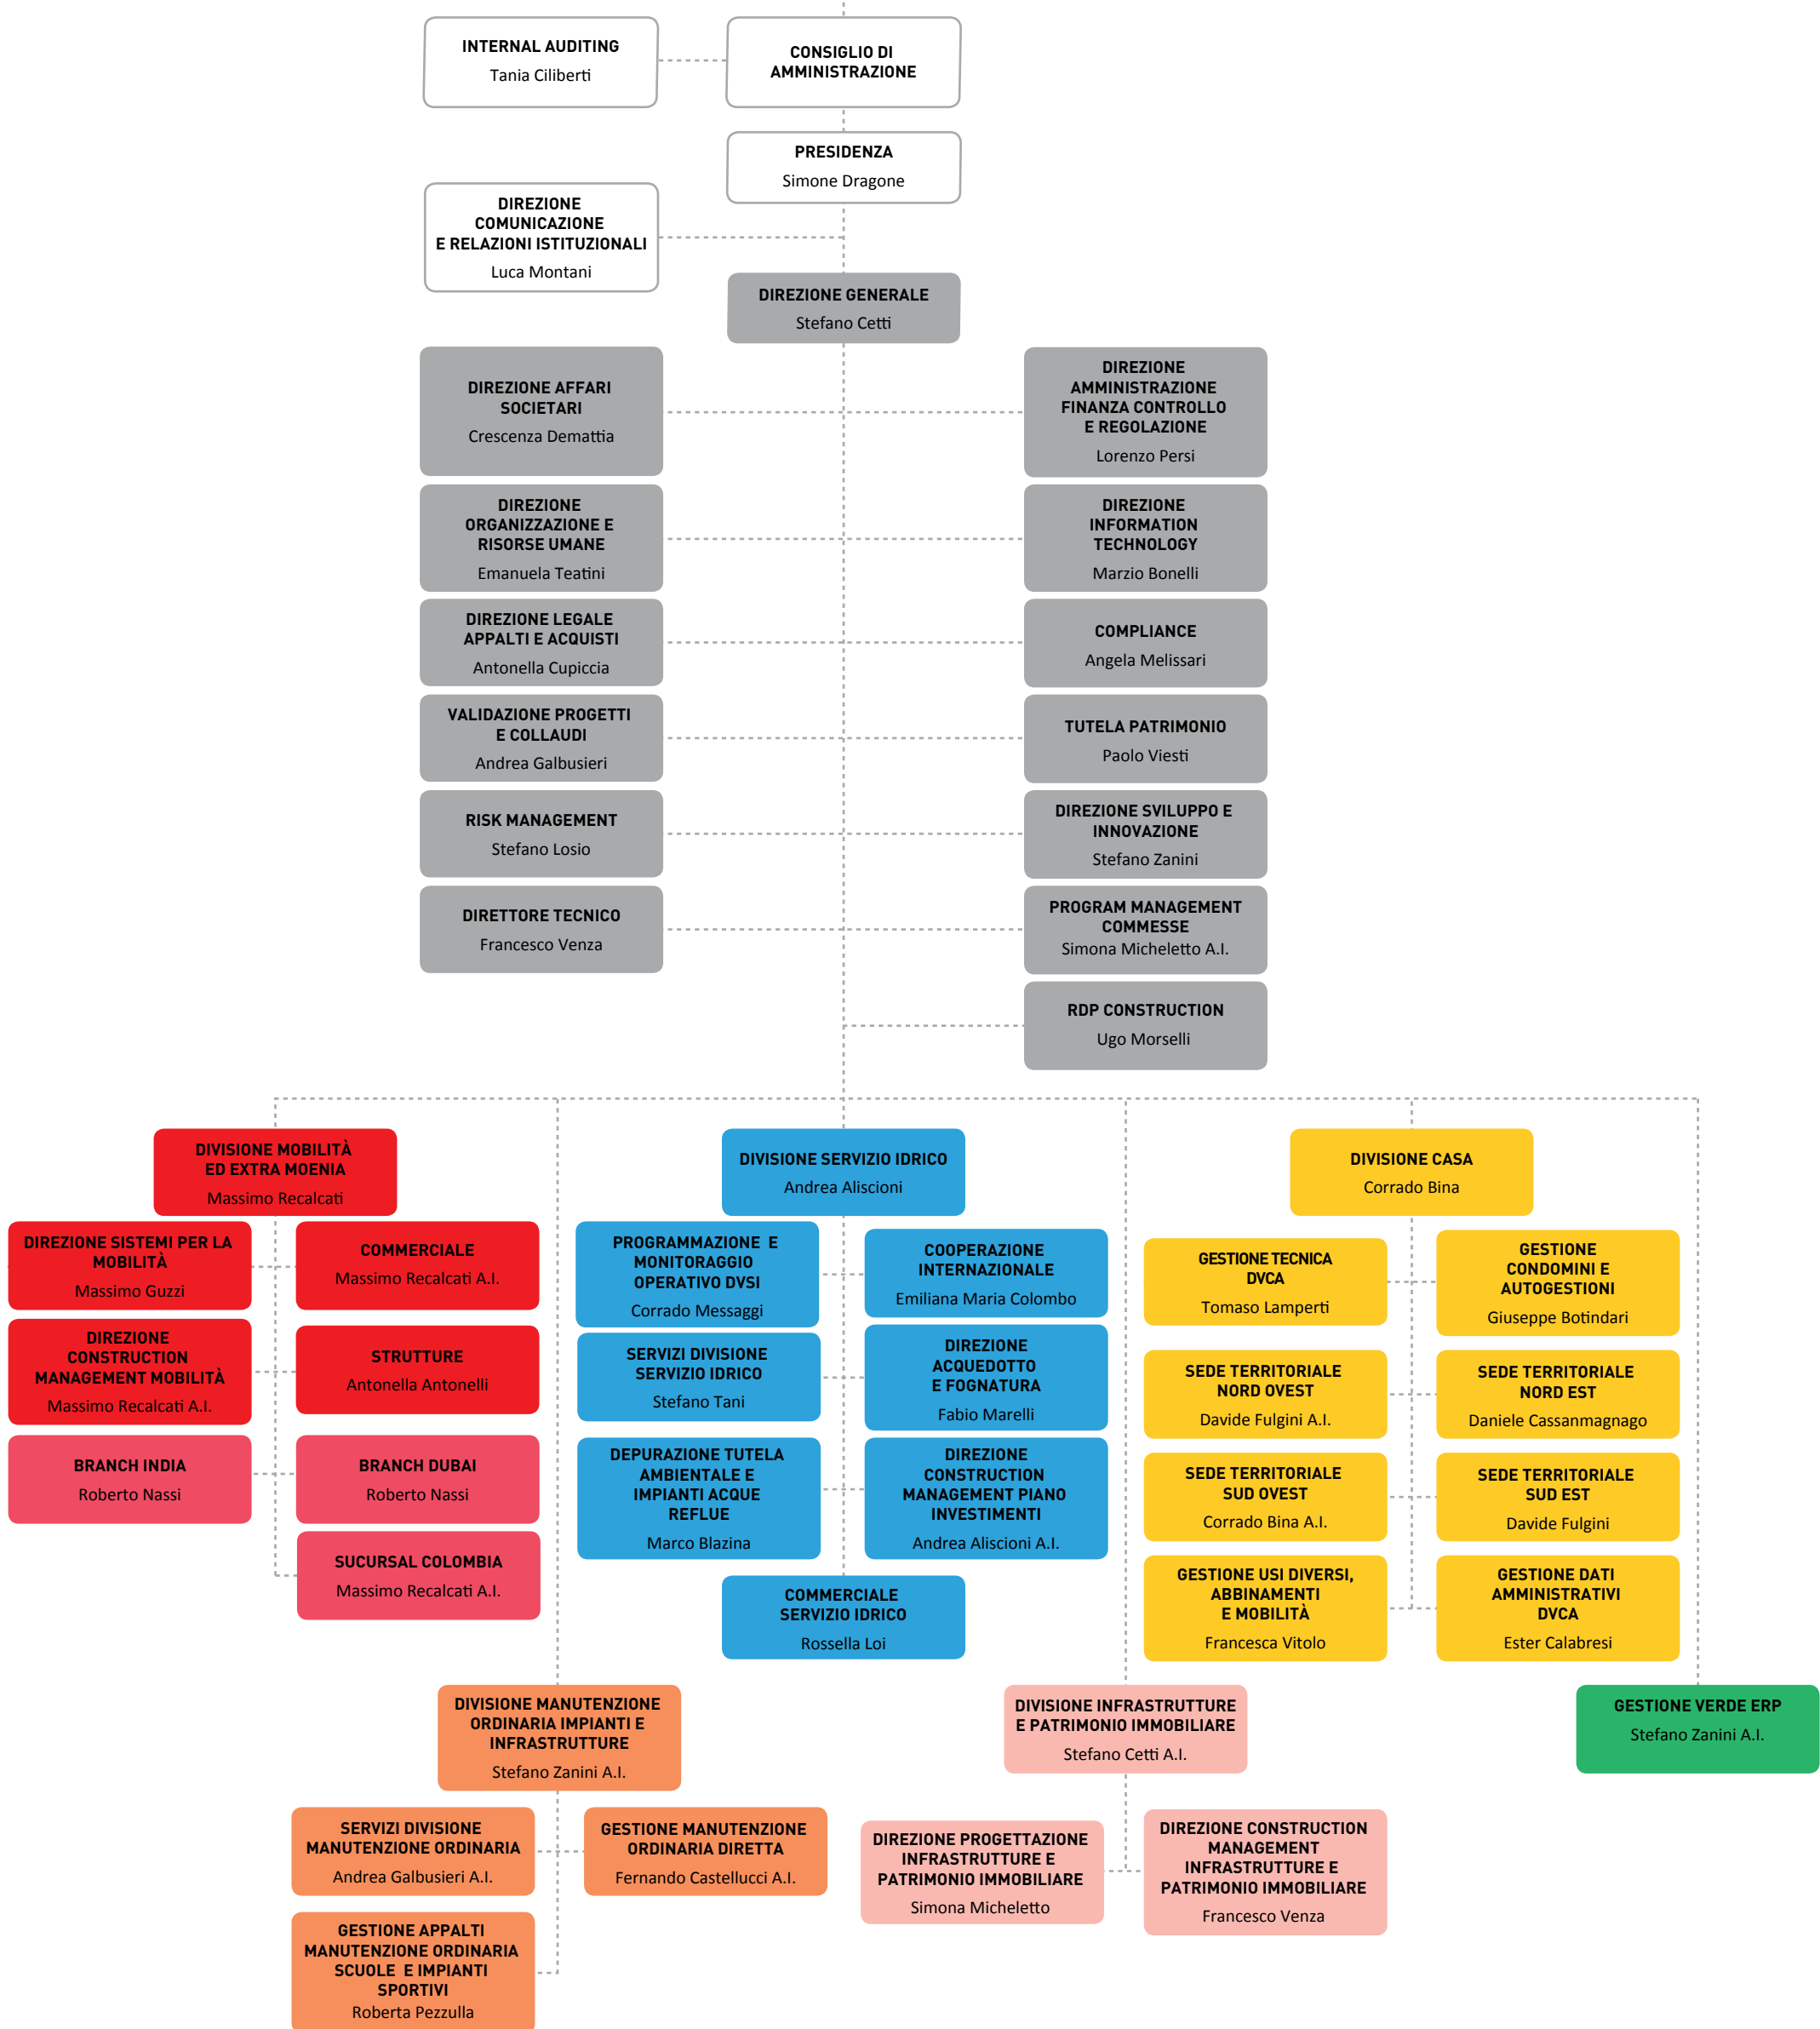 INTERNAL AUDITING
Tania Ciliberti
CONSIGLIO DI
AMMINISTRAZIONE
PRESIDENZA
Simone Dragone
DIREZIONE
COMUNICAZIONE
E RELAZIONI ISTITUZIONALI
Luca Montani
DIREZIONE GENERALE
Stefano Cetti
DIREZIONE AFFARI
SOCIETARI
Crescenza Demattia
DIREZIONE
AMMINISTRAZIONE
FINANZA CONTROLLO
E REGOLAZIONE
Lorenzo Persi
DIREZIONE
ORGANIZZAZIONE E
RISORSE UMANE
Emanuela Teatini
DIREZIONE
INFORMATION
TECHNOLOGY
Marzio Bonelli
DIREZIONE LEGALE
APPALTI E ACQUISTI
Antonella Cupiccia
COMPLIANCE
Angela Melissari
VALIDAZIONE PROGETTI
E COLLAUDI
Andrea Galbusieri
TUTELA PATRIMONIO
Paolo Viesti
RISK MANAGEMENT
Stefano Losio
DIREZIONE SVILUPPO E
INNOVAZIONE
Stefano Zanini
DIRETTORE TECNICO
Francesco Venza
PROGRAM MANAGEMENT
COMMESSE
Simona Micheletto A.I.
RDP CONSTRUCTION
Ugo Morselli
DIVISIONE MOBILITÀ
ED EXTRA MOENIA
Massimo Recalcati
DIREZIONE SISTEMI PER LA
MOBILITÀ
Massimo Guzzi
COMMERCIALE
Massimo Recalcati A.I.
DIREZIONE
CONSTRUCTION
MANAGEMENT MOBILITÀ
Massimo Recalcati A.I.
STRUTTURE
Antonella Antonelli
BRANCH INDIA
Roberto Nassi
BRANCH DUBAI
Roberto Nassi
SUCURSAL COLOMBIA
Massimo Recalcati A.I.
DIVISIONE SERVIZIO IDRICO
Andrea Aliscioni
PROGRAMMAZIONE E
MONITORAGGIO
OPERATIVO DVSI
Corrado Messaggi
COOPERAZIONE
INTERNAZIONALE
Emiliana Maria Colombo
SERVIZI DIVISIONE
SERVIZIO IDRICO
Stefano Tani
DIREZIONE
ACQUEDOTTO
E FOGNATURA
Fabio Marelli
DEPURAZIONE TUTELA
AMBIENTALE E
IMPIANTI ACQUE
REFLUE
Marco Blazina
DIREZIONE
CONSTRUCTION
MANAGEMENT PIANO
INVESTIMENTI
Andrea Aliscioni A.I.
COMMERCIALE
SERVIZIO IDRICO
Rossella Loi
DIVISIONE CASA
Corrado Bina
GESTIONE TECNICA
DVCA
Tomaso Lamperti
GESTIONE
CONDOMINI E
AUTOGESTIONI
Giuseppe Botindari
SEDE TERRITORIALE
NORD OVEST
Davide Fulgini A.I.
SEDE TERRITORIALE
NORD EST
Daniele Cassanmagnago
SEDE TERRITORIALE
SUD OVEST
Corrado Bina A.I.
SEDE TERRITORIALE
SUD EST
Davide Fulgini
GESTIONE USI DIVERSI,
ABBINAMENTI
E MOBILITÀ
Francesca Vitolo
GESTIONE DATI
AMMINISTRATIVI
DVCA
Ester Calabresi
DIVISIONE MANUTENZIONE
ORDINARIA IMPIANTI E
INFRASTRUTTURE
Stefano Zanini A.I.
SERVIZI DIVISIONE
MANUTENZIONE ORDINARIA
Andrea Galbusieri A.I.
GESTIONE MANUTENZIONE
ORDINARIA DIRETTA
Fernando Castellucci A.I.
GESTIONE APPALTI
MANUTENZIONE ORDINARIA
SCUOLE E IMPIANTI
SPORTIVI
Roberta Pezzulla
DIVISIONE INFRASTRUTTURE
E PATRIMONIO IMMOBILIARE
Stefano Cetti A.I.
DIREZIONE PROGETTAZIONE
INFRASTRUTTURE E
PATRIMONIO IMMOBILIARE
Simona Micheletto
DIREZIONE CONSTRUCTION
MANAGEMENT
INFRASTRUTTURE E
PATRIMONIO IMMOBILIARE
Francesco Venza
GESTIONE VERDE ERP
Stefano Zanini A.I.